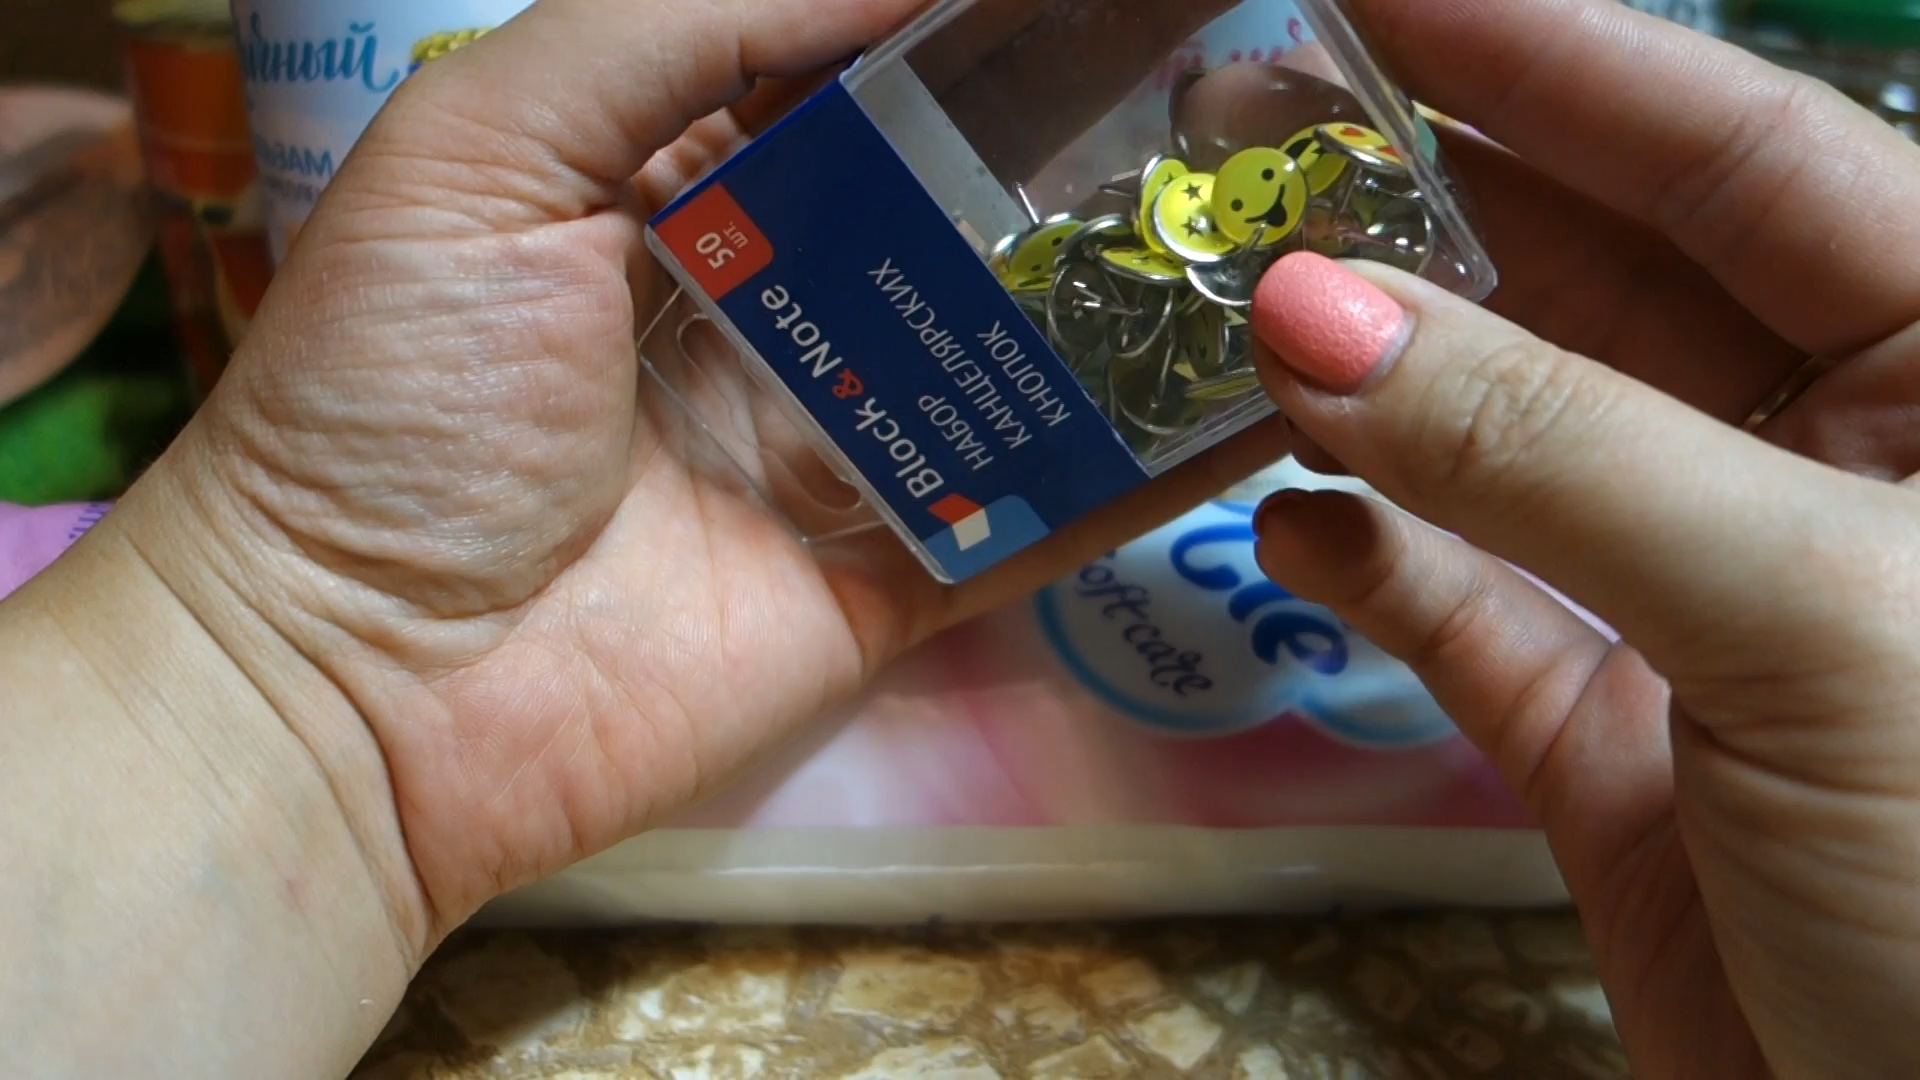 Block & Note
НАБОР
КАНЦЕЛЯРСКИХ
КНОПОК
50
ШТ.
soft care